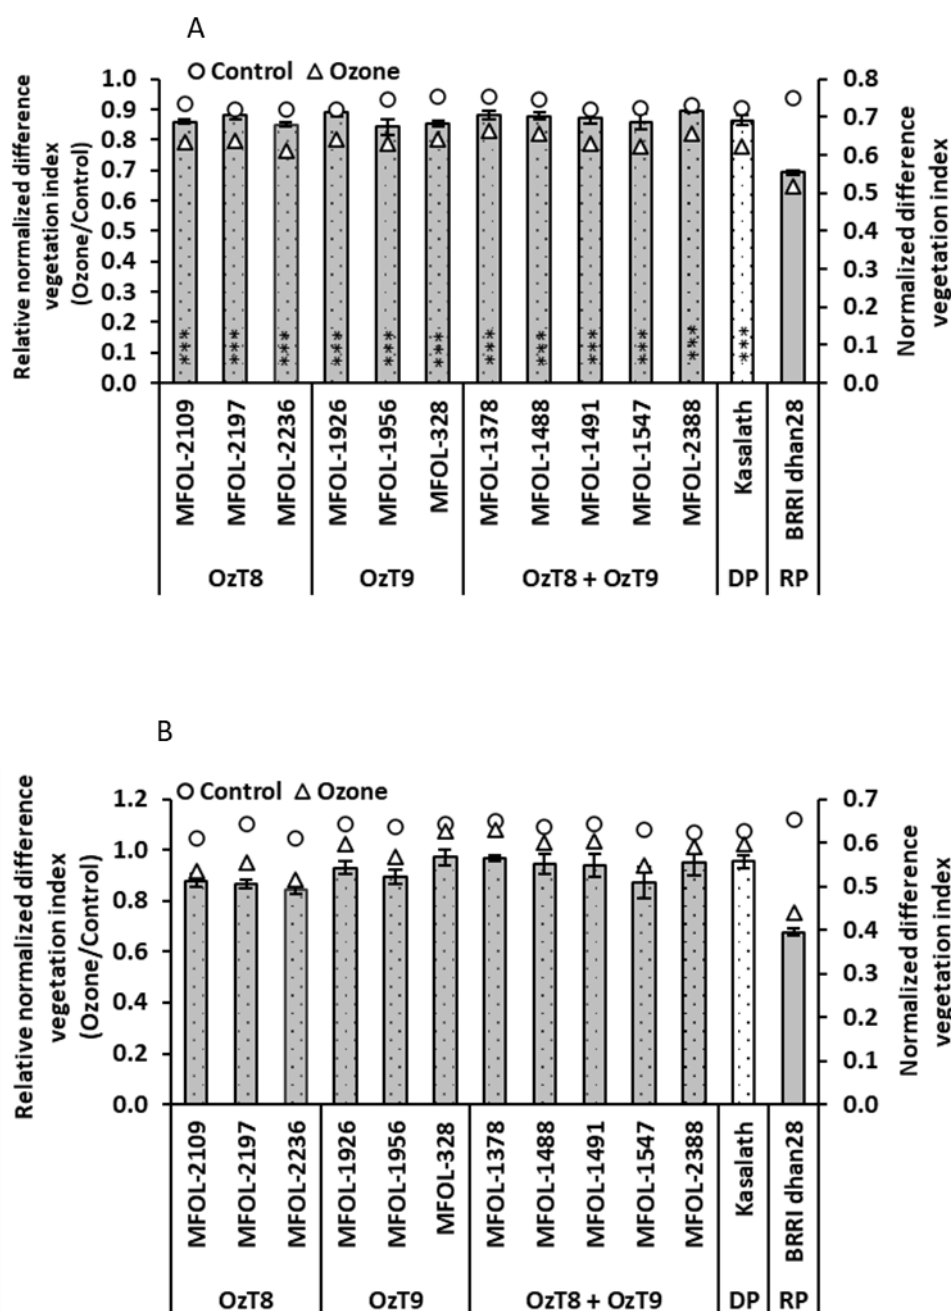 A
○ Control △ Ozone
Relative normalized difference
vegetation index
(Ozone/Control)
1.0
0.9
0.8
0.7
0.6
0.5
0.4
0.3
0.2
0.1
0.0
0.8
0.7
0.6
0.5
0.4
0.3
0.2
0.1
0.0
Normalized difference
vegetation index
***
***
***
***
***
***
***
***
***
***
***
***
MFOL-2109
MFOL-2197
MFOL-2236
MFOL-1926
MFOL-1956
MFOL-328
MFOL-1378
MFOL-1488
MFOL-1491
MFOL-1547
MFOL-2388
Kasalath
BRRI dhan28
OzT8
OzT9
OzT8 + OzT9
DP
RP
B
○ Control △ Ozone
Relative normalized difference
vegetation index
(Ozone/Control)
1.2
1.0
0.8
0.6
0.4
0.2
0.0
0.7
0.6
0.5
0.4
0.3
0.2
0.1
0.0
Normalized difference
vegetation index
MFOL-2109
MFOL-2197
MFOL-2236
MFOL-1926
MFOL-1956
MFOL-328
MFOL-1378
MFOL-1488
MFOL-1491
MFOL-1547
MFOL-2388
Kasalath
BRRI dhan28
OzT8
OzT9
OzT8 + OzT9
DP
RP